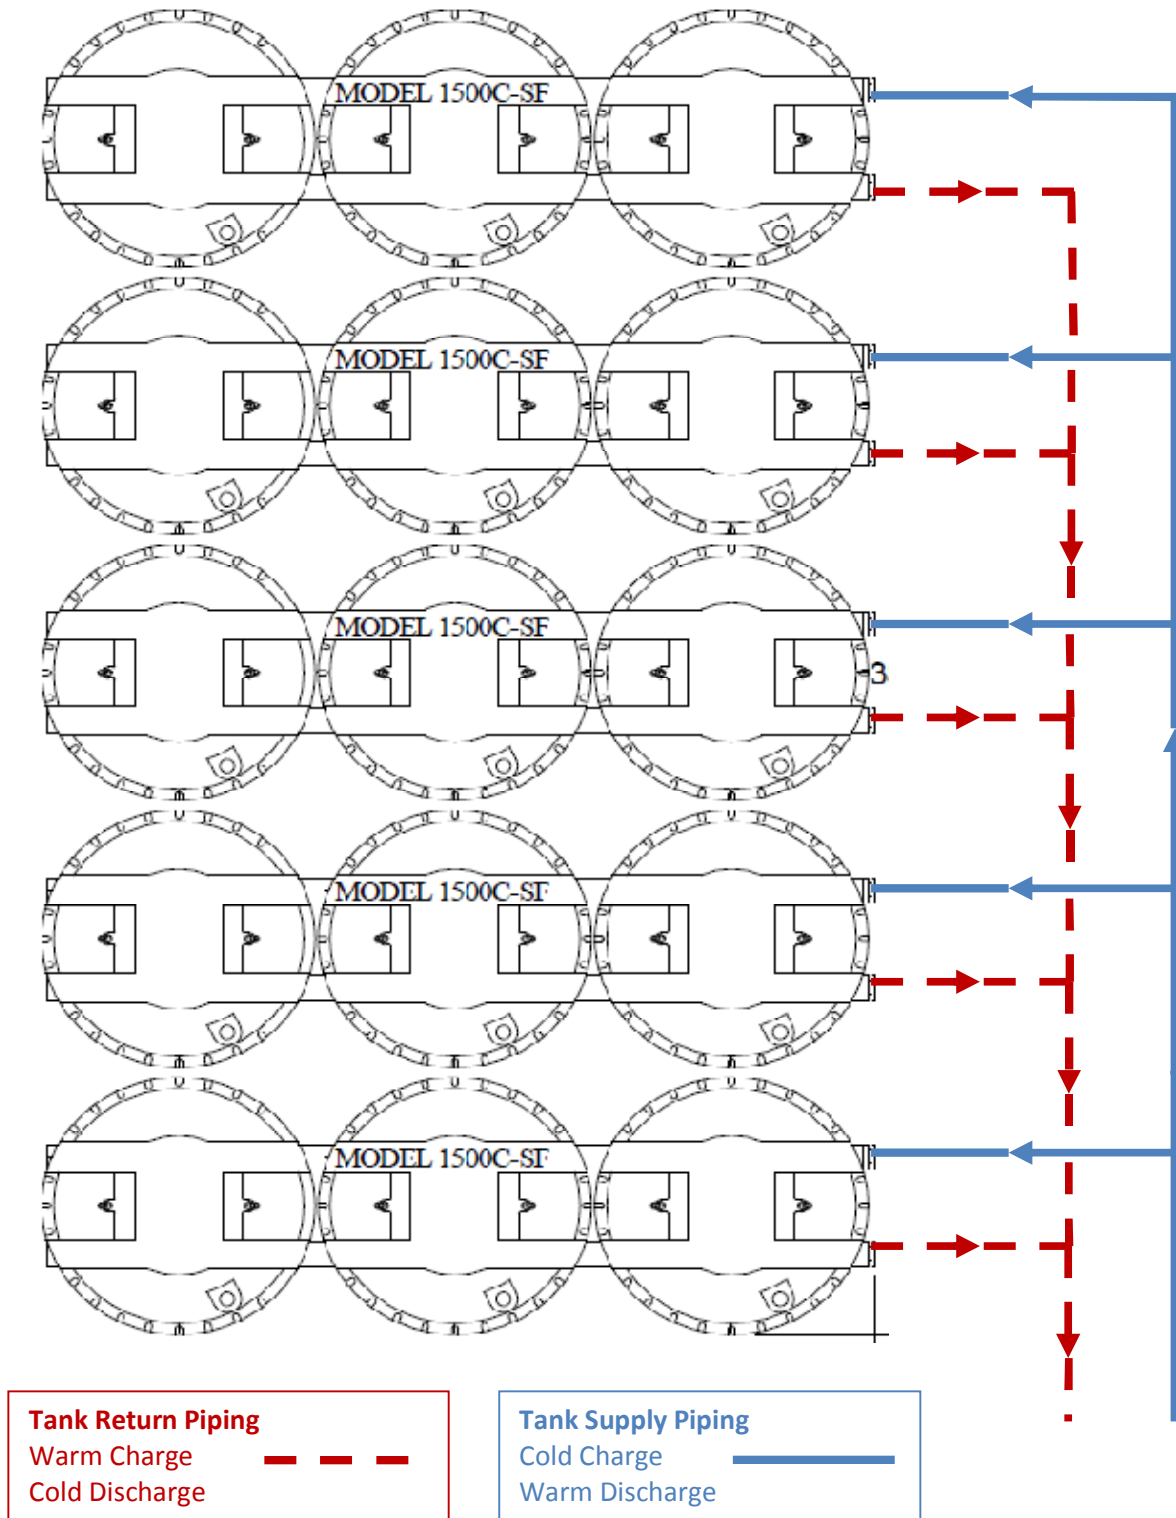 MODEL 1500C-SF
MODEL 1500C-SF
MODEL 1500C-SF
3
MODEL 1500C-SF
MODEL 1500C-SF
Tank Return Piping
Warm Charge
Cold Discharge
Tank Supply Piping
Cold Charge
Warm Discharge